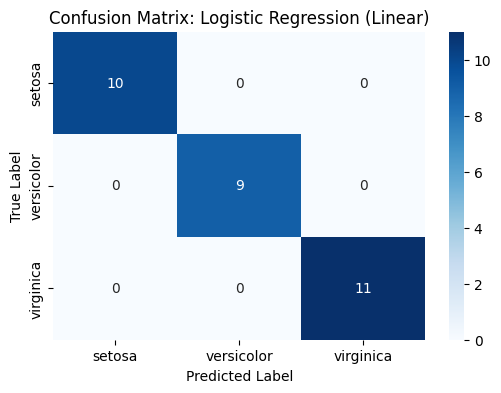 Confusion Matrix: Logistic Regression (Linear)
True Label
setosa
versicolor
virginica
10 0 0
0 9 0
0 0 11
setosa versicolor virginica
Predicted Label
10
8
6
4
2
0